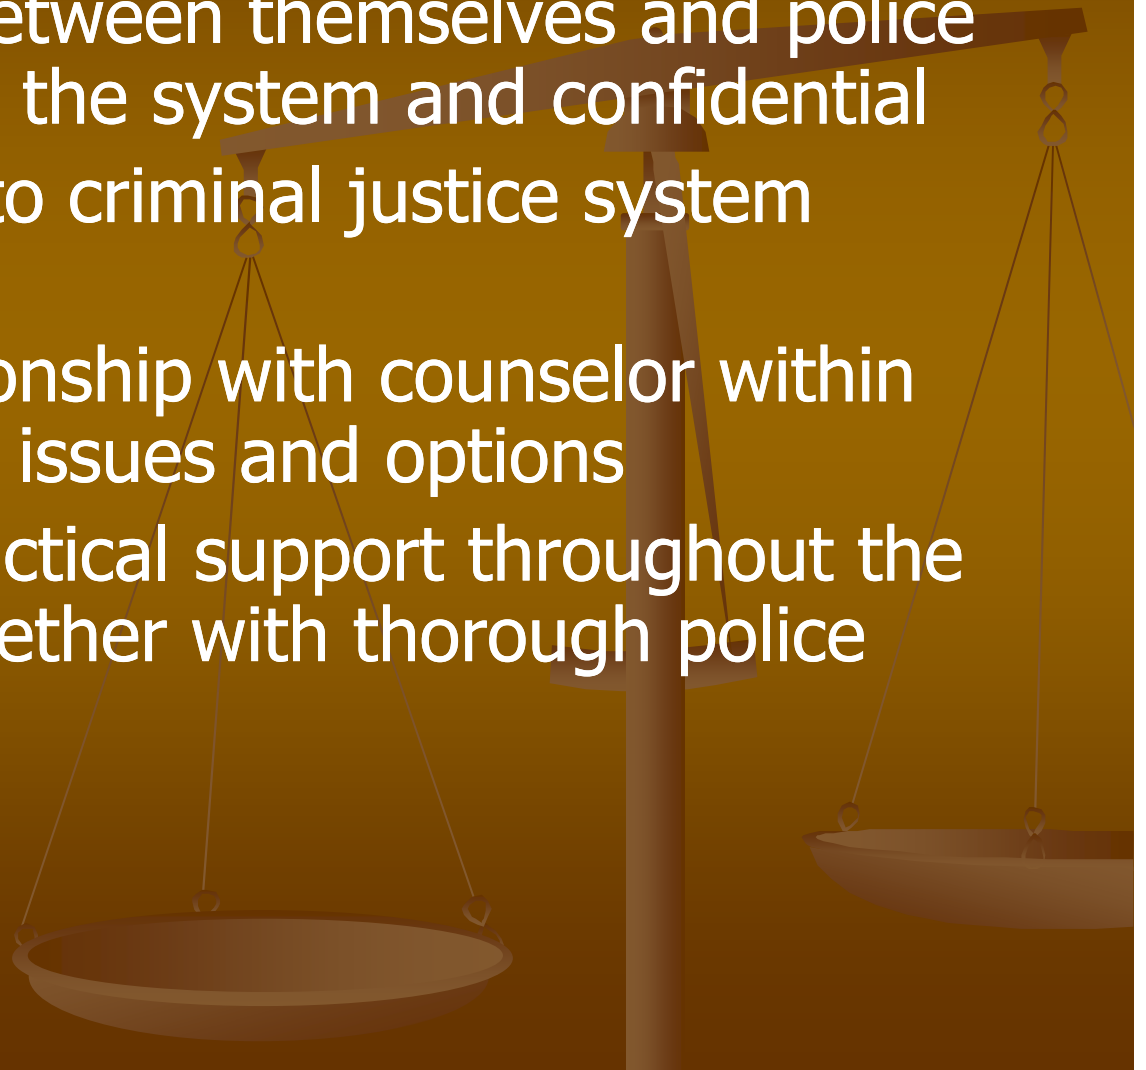 etween themselves and police
the system and confidential
to criminal justice system
onship with counselor within
issues and options
ctical support throughout the
ether with thorough police